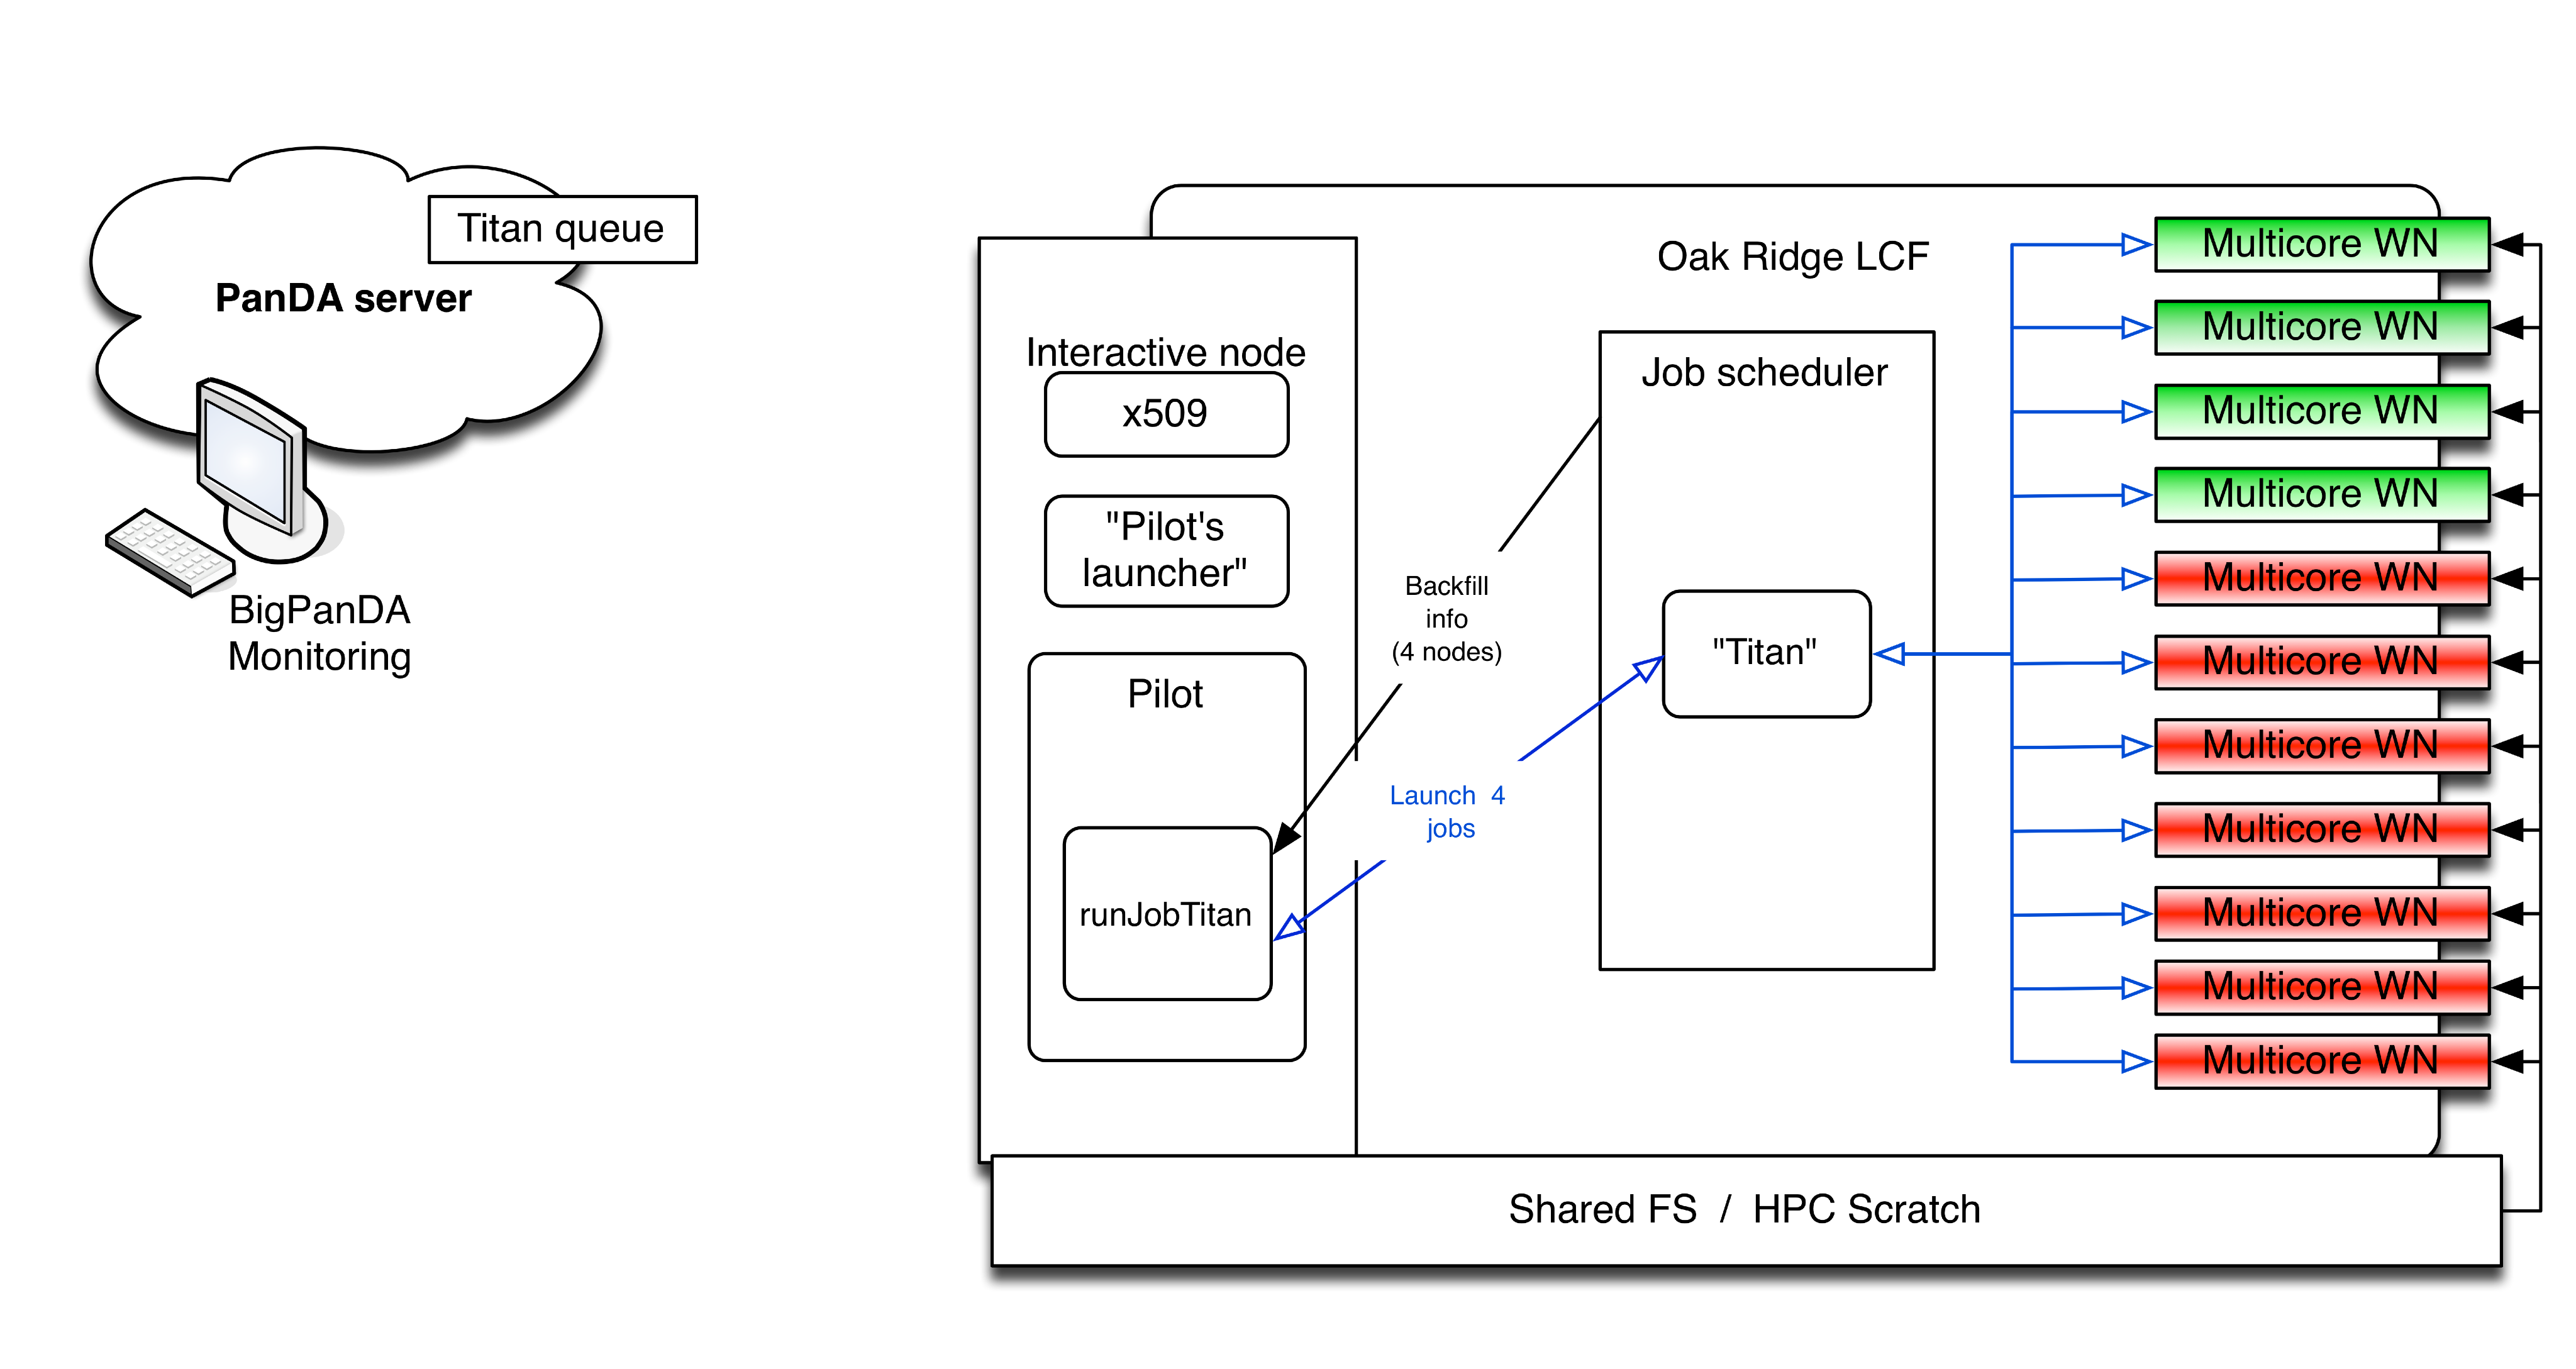 Titan queue
PanDA server
BigPanDA
Monitoring
Oak Ridge LCF
Interactive node
x509
"Pilot's
launcher"
Pilot
runJobTitan
Backfill
info
(4 nodes)
Launch 4
jobs
Job scheduler
"Titan"
Multicore WN
Multicore WN
Multicore WN
Multicore WN
Multicore WN
Multicore WN
Multicore WN
Multicore WN
Multicore WN
Multicore WN
Multicore WN
Shared FS / HPC Scratch